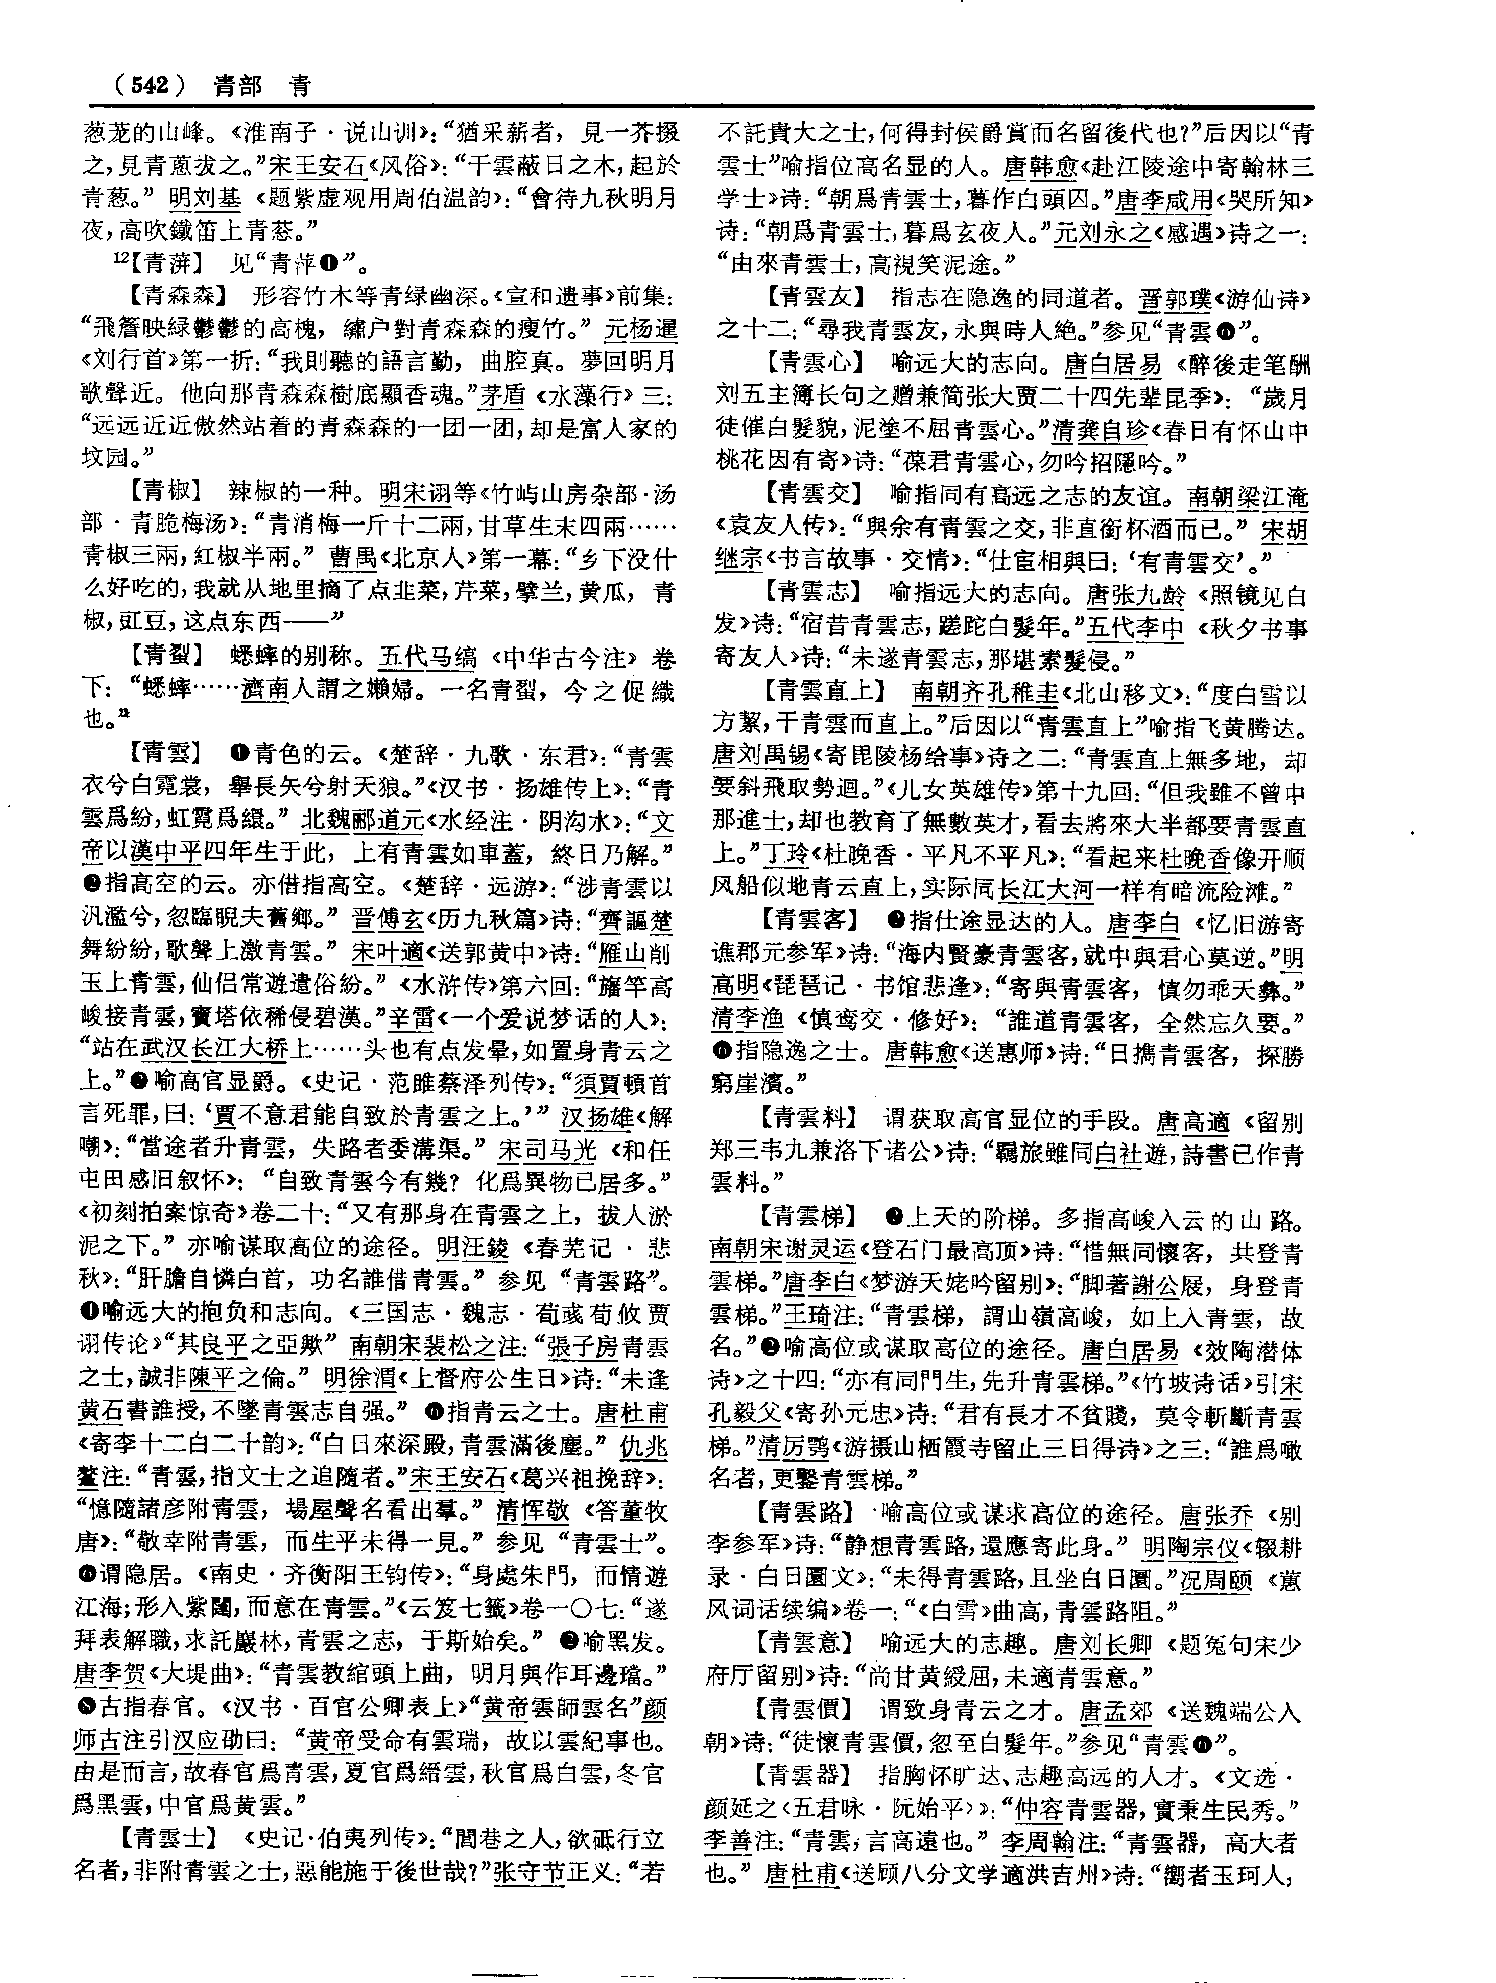 （542） 青部 青
葱茏的山峰。《淮南子·说山训》：“猶采薪者，見一芥掇
之，見青蔥拔之。”宋王安石《风俗》：“干雲蔽日之木，起於
青葱。” 明刘基《题紫虚观用周伯温韵》：“會待九秋明月
夜，高吹鐵笛上青葱。”
12【青蓱】 见“青萍❶”。
【青森森】 形容竹木等青绿幽深。《宣和遗事》前集：
“飛簷映緑鬱鬱的高槐，繡户對青森森的瘦竹。” 元杨暹
《刘行首》第一折：“我則聽的語言勤，曲腔真。夢回明月
歌聲近。他向那青森森樹底顯香魂。”茅盾《水藻行》三：
“远远近近傲然站着的青森森的一团一团，却是富人家的
坟园。”
【青椒】 辣椒的一种。明宋诩等《竹屿山房杂部·汤
部·青脆梅汤》：“青消梅一斤十二兩，甘草生末四兩……
青椒三兩，紅椒半兩。” 曹禺《北京人》第一幕：“乡下没什
么好吃的，我就从地里摘了点韭菜，芹菜，擘兰，黄瓜，青
椒，豇豆，这点东西——”
【青䖽】 蟋蟀的别称。五代马缟《中华古今注》卷
下：“蟋蟀……濟南人謂之嬾婦。一名青䖽，今之促織
也。”
【青雲】 ❶青色的云。《楚辞·九歌·东君》：“青雲
衣兮白霓裳，舉長矢兮射天狼。”《汉书·扬雄传上》：“青
雲爲紛，虹霓爲繯。” 北魏郦道元《水经注·阴沟水》：“文
帝以漢中平四年生于此，上有青雲如車蓋，終日乃解。”
❷指高空的云。亦借指高空。《楚辞·远游》：“涉青雲以
汎濫兮，忽臨睨夫舊鄉。” 晋傅玄《历九秋篇》诗：“齊謳楚
舞紛紛，歌聲上激青雲。” 宋叶適《送郭黄中》诗：“雁山削
玉上青雲，仙侣常遊遣俗紛。”《水浒传》第六回：“旛竿高
峻接青雲，寶塔依稀侵碧漢。”辛雷《一个爱说梦话的人》：
“站在武汉长江大桥上……头也有点发晕，如置身青云之
上。”❸喻高官显爵。《史记·范雎蔡泽列传》：“須賈頓首
言死罪，曰：‘賈不意君能自致於青雲之上。’” 汉扬雄《解
嘲》：“當途者升青雲，失路者委溝渠。” 宋司马光《和任
屯田感旧叙怀》：“自致青雲今有幾？化爲異物已居多。”
《初刻拍案惊奇》卷二十：“又有那身在青雲之上，拔人淤
泥之下。” 亦喻谋取高位的途径。明汪錂《春芜记·悲
秋》：“肝膽自憐白首，功名誰借青雲。” 参见“青雲路”。
❹喻远大的抱负和志向。《三国志·魏志·荀彧荀攸贾
诩传论》“其良平之亞歟” 南朝宋裴松之注：“張子房青雲
之士，誠非陳平之倫。” 明徐渭《上督府公生日》诗：“未逢
黄石書誰授，不墜青雲志自强。” ❺指青云之士。唐杜甫
《寄李十二白二十韵》：“白日來深殿，青雲滿後塵。” 仇兆
鳌注：“青雲，指文士之追隨者。”宋王安石《葛兴祖挽辞》：
“憶隨諸彦附青雲，場屋聲名看出羣。” 清恽敬《答董牧
唐》：“敬幸附青雲，而生平未得一見。” 参见“青雲士”。
❻谓隐居。《南史·齐衡阳王钧传》：“身處朱門，而情遊
江海；形入紫闥，而意在青雲。”《云笈七籤》卷一〇七：“遂
拜表解職，求託巖林，青雲之志，于斯始矣。” ❼喻黑发。
唐李贺《大堤曲》：“青雲教綰頭上曲，明月與作耳邊璫。”
❽古指春官。《汉书·百官公卿表上》“黄帝雲師雲名”颜
师古注引汉应劭曰：“黄帝受命有雲瑞，故以雲紀事也。
由是而言，故春官爲青雲，夏官爲縉雲，秋官爲白雲，冬官
爲黑雲，中官爲黄雲。”
【青雲士】《史记·伯夷列传》：“閭巷之人，欲砥行立
名者，非附青雲之士，惡能施于後世哉？”张守节正义：“若
不託貴大之士，何得封侯爵賞而名留後代也？”后因以“青
雲士”喻指位高名显的人。唐韩愈《赴江陵途中寄翰林三
学士》诗：“朝爲青雲士，暮作白頭囚。”唐李咸用《哭所知》
诗：“朝爲青雲士，暮爲玄夜人。”元刘永之《感遇》诗之一：
“由來青雲士，高視笑泥途。”
【青雲友】 指志在隐逸的同道者。晋郭璞《游仙诗》
之十二：“尋我青雲友，永與時人絶。”参见“青雲❻”。
【青雲心】 喻远大的志向。唐白居易《醉後走笔酬
刘五主簿长句之赠兼简张大贾二十四先辈昆季》：“歲月
徒催白髮貌，泥塗不屈青雲心。”清龚自珍《春日有怀山中
桃花因有寄》诗：“葆君青雲心，勿吟招隱吟。”
【青雲交】 喻指同有高远之志的友谊。南朝梁江淹
《袁友人传》：“與余有青雲之交，非直銜杯酒而已。” 宋胡
继宗《书言故事·交情》：“仕宦相與曰：‘有青雲交’。”
【青雲志】 喻指远大的志向。唐张九龄《照镜见白
发》诗：“宿昔青雲志，蹉跎白髮年。”五代李中《秋夕书事
寄友人》诗：“未遂青雲志，那堪素髮侵。”
【青雲直上】 南朝齐孔稚圭《北山移文》：“度白雪以
方絜，干青雲而直上。”后因以“青雲直上”喻指飞黄腾达。
唐刘禹锡《寄毘陵杨给事》诗之二：“青雲直上無多地，却
要斜飛取勢迴。”《儿女英雄传》第十九回：“但我雖不曾中
那進士，却也教育了無數英才，看去將來大半都要青雲直
上。”丁玲《杜晚香·平凡不平凡》：“看起来杜晚香像开顺
风船似地青云直上，实际同长江大河一样有暗流险滩。”
【青雲客】 ❶指仕途显达的人。唐李白《忆旧游寄
谯郡元参军》诗：“海内賢豪青雲客，就中與君心莫逆。”明
高明《琵琶记·书馆悲逢》：“寄與青雲客，慎勿乖天彝。”
清李渔《慎鸾交·修好》：“誰道青雲客，全然忘久要。”
❷指隐逸之士。唐韩愈《送惠师》诗：“日攜青雲客，探勝
窮崖濱。”
【青雲料】 谓获取高官显位的手段。唐高適《留别
郑三韦九兼洛下诸公》诗：“羈旅雖同白社遊，詩書已作青
雲料。”
【青雲梯】 ❶上天的阶梯。多指高峻入云的山路。
南朝宋谢灵运《登石门最高顶》诗：“惜無同懷客，共登青
雲梯。”唐李白《梦游天姥吟留别》：“脚著謝公屐，身登青
雲梯。”王琦注：“青雲梯，謂山嶺高峻，如上入青雲，故
名。”❷喻高位或谋取高位的途径。唐白居易《效陶潜体
诗》之十四：“亦有同門生，先升青雲梯。”《竹坡诗话》引宋
孔毅父《寄孙元忠》诗：“君有長才不貧賤，莫令斬斷青雲
梯。”清厉鹗《游摄山栖霞寺留止三日得诗》之三：“誰爲噉
名者，更鑿青雲梯。”
【青雲路】 喻高位或谋求高位的途径。唐张乔《别
李参军》诗：“静想青雲路，還應寄此身。” 明陶宗仪《辍耕
录·白日圜文》：“未得青雲路，且坐白日圜。”况周颐《蕙
风词话续编》卷一：“《白雪》曲高，青雲路阻。”
【青雲意】 喻远大的志趣。唐刘长卿《题冤句宋少
府厅留别》诗：“尚甘黄綬屈，未適青雲意。”
【青雲價】 谓致身青云之才。唐孟郊《送魏端公入
朝》诗：“徒懷青雲價，忽至白髮年。”参见“青雲❺”。
【青雲器】 指胸怀旷达、志趣高远的人才。《文选·
颜延之〈五君咏·阮始平〉》：“仲容青雲器，實秉生民秀。”
李善注：“青雲，言高遠也。” 李周翰注：“青雲器，高大者
也。” 唐杜甫《送顾八分文学適洪吉州》诗：“嚮者玉珂人，